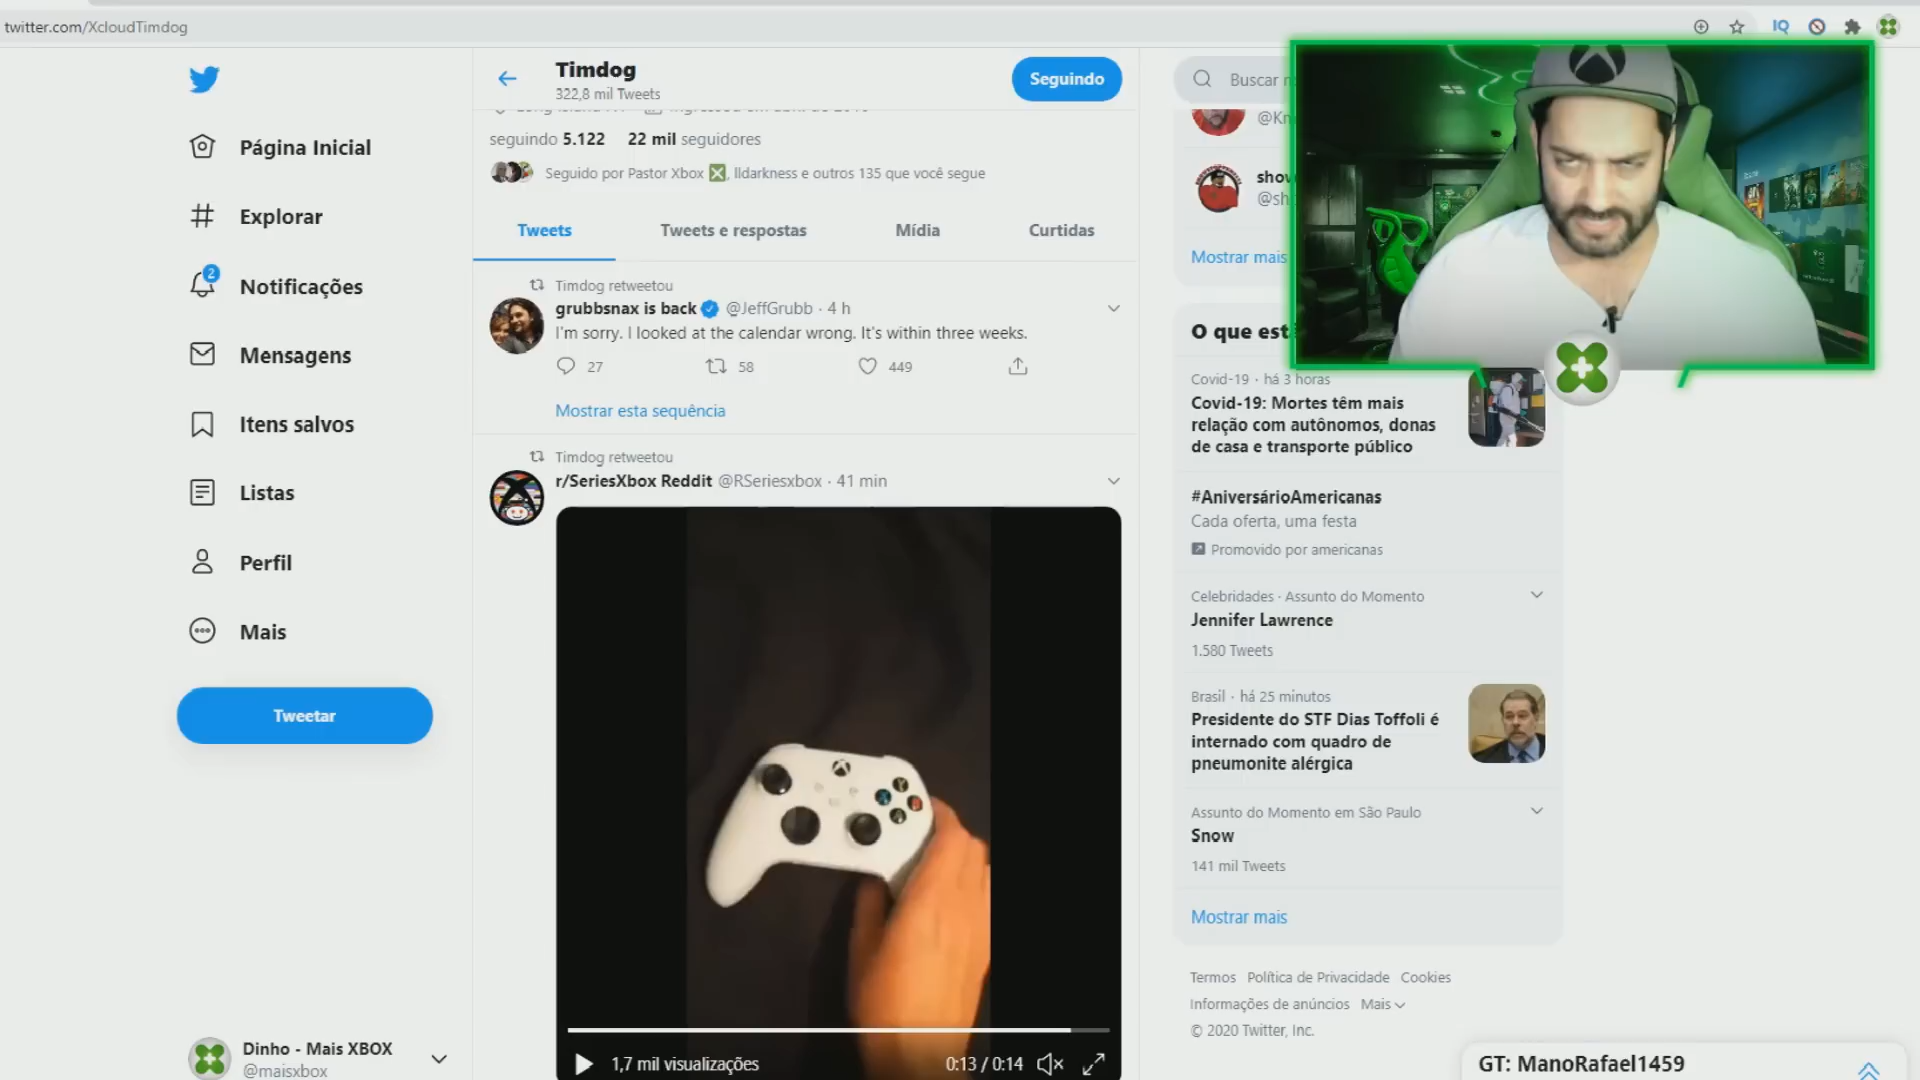 twitter.com/XcloudTimdog
IQ
Timdog
322,8 mil Tweets
Seguindo
Buscar
seguindo 5.122 22 mil seguidores
Seguido por Pastor Xbox ❎, lldarkness e outros 135 que você segue
Tweets
Tweets e respostas
Mídia
Curtidas
Página Inicial
Explorar
2
Notificações
Mensagens
Itens salvos
Listas
Perfil
Mais
Tweetar
Dinho - Mais XBOX
@maisxbox
Timdog retweetou
grubbsnax is back @JeffGrubb · 4 h
I'm sorry. I looked at the calendar wrong. It's within three weeks.
27
58
449
Mostrar esta sequência
Timdog retweetou
r/SeriesXbox Reddit @RSeriesxbox · 41 min
1,7 mil visualizações
0:13 / 0:14
@Kn
show
@sh
Mostrar mais
O que est
Covid-19 · há 3 horas
Covid-19: Mortes têm mais
relação com autônomos, donas
de casa e transporte público
#AniversárioAmericanas
Cada oferta, uma festa
Promovido por americanas
Celebridades · Assunto do Momento
Jennifer Lawrence
1.580 Tweets
Brasil · há 25 minutos
Presidente do STF Dias Toffoli é
internado com quadro de
pneumonite alérgica
Assunto do Momento em São Paulo
Snow
141 mil Tweets
Mostrar mais
Termos Política de Privacidade Cookies
Informações de anúncios Mais
© 2020 Twitter, Inc.
GT: ManoRafael1459